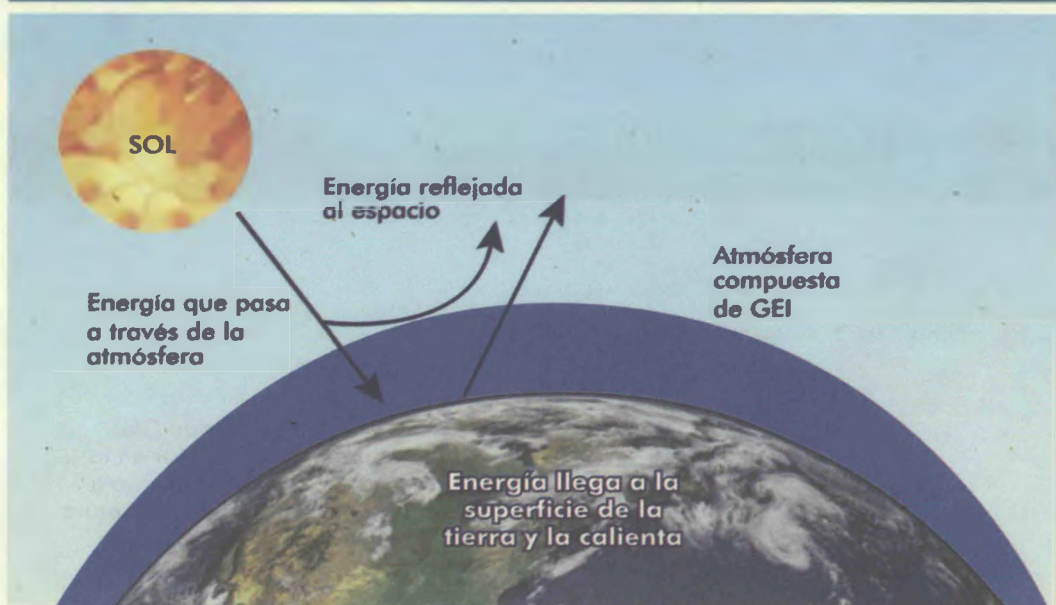 SOL
Energía reflejada
al espacio
Energía que pasa
a través de la
atmósfera
Atmósfera
compuesta
de GEI
Energía llega a la
superficie de la
tierra y la calienta